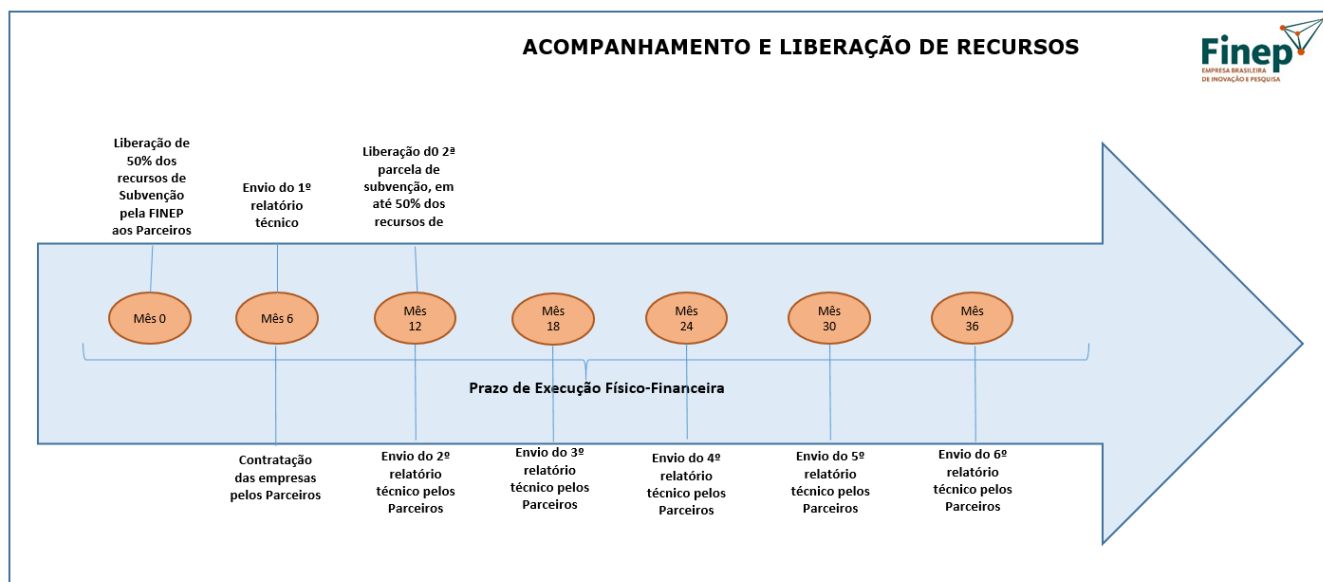 ACOMPANHAMENTO E LIBERAÇÃO DE RECURSOS
Finep
EMPRESA BRASILEIRA
DE INOVAÇÃO E PESQUISA
Liberação de
50% dos
recursos de
Subvenção
pela FINEP
aos Parceiros
Envio do 1º
relatório
técnico
Liberação d0 2ª
parcela de
subvenção, em
até 50% dos
recursos de
Mês 0
Mês 6
Mês
12
Mês
18
Mês
24
Mês
30
Mês
36
Prazo de Execução Físico-Financeira
Contratação
das empresas
pelos Parceiros
Envio do 2º
relatório
técnico pelos
Parceiros
Envio do 3º
relatório
técnico pelos
Parceiros
Envio do 4º
relatório
técnico pelos
Parceiros
Envio do 5º
relatório
técnico pelos
Parceiros
Envio do 6º
relatório
técnico pelos
Parceiros